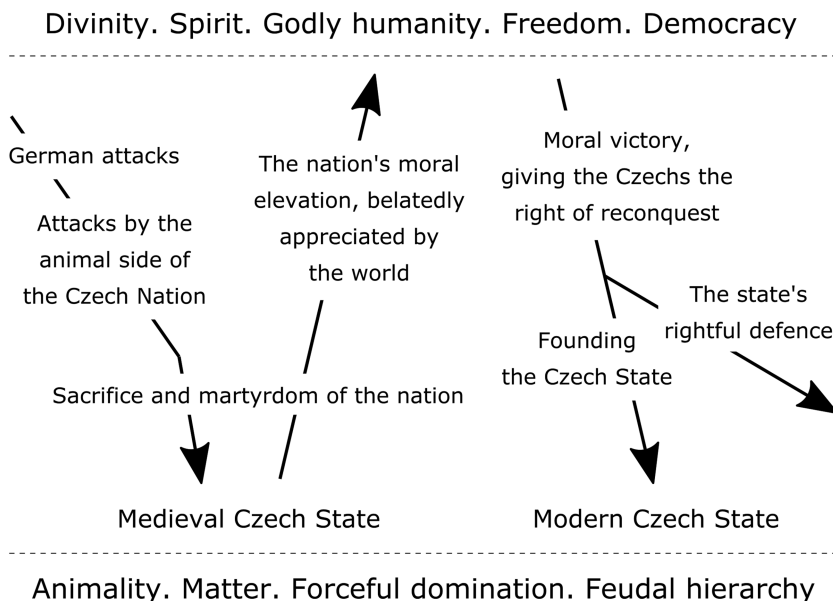 Divinity. Spirit. Godly humanity. Freedom. Democracy
German attacks
Attacks by the
animal side of
the Czech Nation
The nation's moral
elevation, belatedly
appreciated by
the world
Sacrifice and martyrdom of the nation
Medieval Czech State
Moral victory,
giving the Czechs the
right of reconquest
The state's
rightful defence
Founding
the Czech State
Modern Czech State
Animality. Matter. Forceful domination. Feudal hierarchy